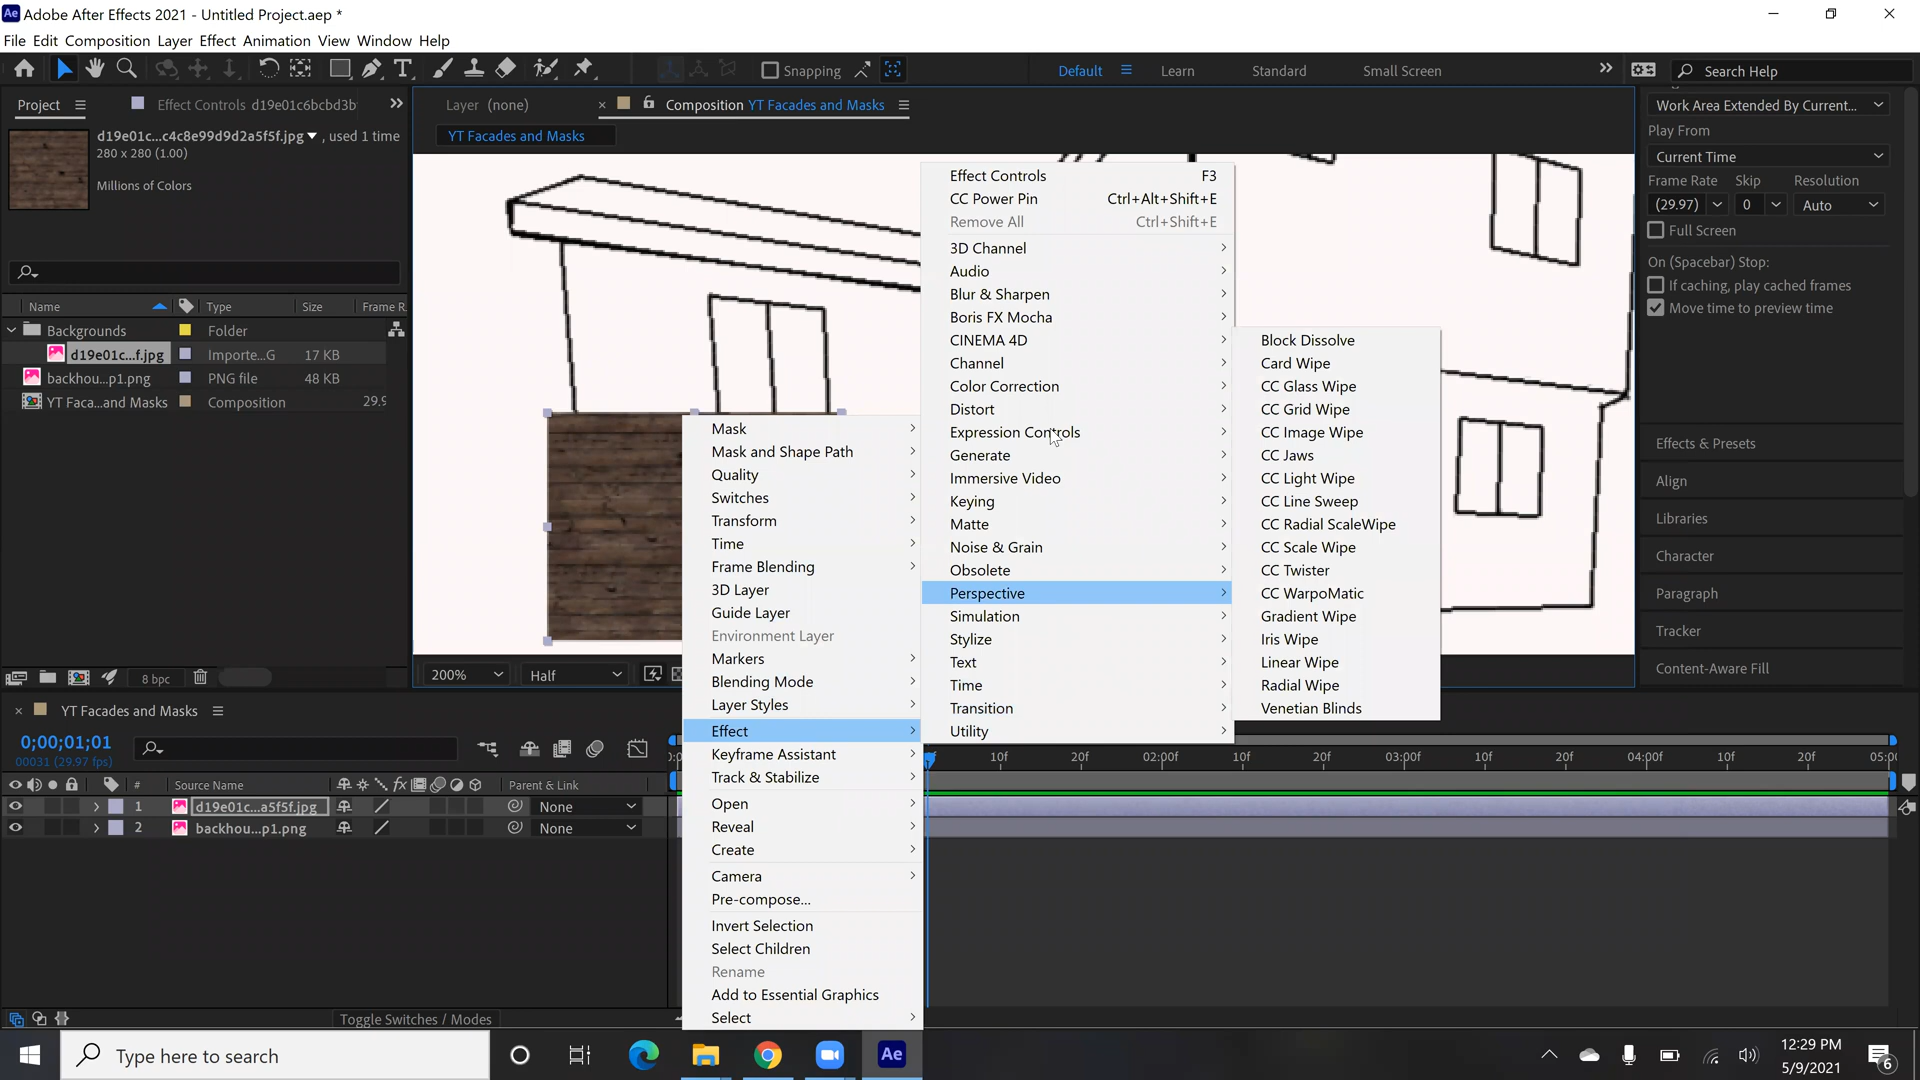 Ae Adobe After Effects 2021 - Untitled Project.aep *
File Edit Composition Layer Effect Animation View Window Help
Snapping
Default Learn Standard Small Screen
Search Help
Project
Effect Controls d19e01c6bcbd3b
d19e01c...c4c8e99d9d2a5f5f.jpg, used 1 time
280 x 280 (1.00)
Millions of Colors
Name Type Size Frame R
Backgrounds Folder
d19e01c...f.jpg Importe...G 17 KB
backhou...p1.png PNG file 48 KB
YT Faca...and Masks Composition 29.9
8 bpc
Layer (none)
Composition YT Facades and Masks
YT Facades and Masks
200% Half
Mask
Mask and Shape Path
Quality
Switches
Transform
Time
Frame Blending
3D Layer
Guide Layer
Environment Layer
Markers
Blending Mode
Layer Styles
Effect
Keyframe Assistant
Track & Stabilize
Open
Reveal
Create
Camera
Pre-compose...
Invert Selection
Select Children
Rename
Add to Essential Graphics
Select
Effect Controls F3
CC Power Pin Ctrl+Alt+Shift+E
Remove All Ctrl+Shift+E
3D Channel
Audio
Blur & Sharpen
Boris FX Mocha
CINEMA 4D
Channel
Color Correction
Distort
Expression Controls
Generate
Immersive Video
Keying
Matte
Noise & Grain
Obsolete
Perspective
Simulation
Stylize
Text
Time
Transition
Utility
Block Dissolve
Card Wipe
CC Glass Wipe
CC Grid Wipe
CC Image Wipe
CC Jaws
CC Light Wipe
CC Line Sweep
CC Radial ScaleWipe
CC Scale Wipe
CC Twister
CC WarpoMatic
Gradient Wipe
Iris Wipe
Linear Wipe
Radial Wipe
Venetian Blinds
Work Area Extended By Current...
Play From
Current Time
Frame Rate Skip Resolution
(29.97) 0 Auto
Full Screen
On (Spacebar) Stop:
If caching, play cached frames
Move time to preview time
Effects & Presets
Align
Libraries
Character
Paragraph
Tracker
Content-Aware Fill
YT Facades and Masks
0;00;01;01
00031 (29.97 fps)
10f 20f 02:00f 10f 20f 03:00f 10f 20f 04:00f 10f 20f 05:00
# Source Name fx Parent & Link
1 d19e01c...a5f5f.jpg None
2 backhou...p1.png None
Toggle Switches / Modes
Type here to search
Ae
12:29 PM
5/9/2021
6